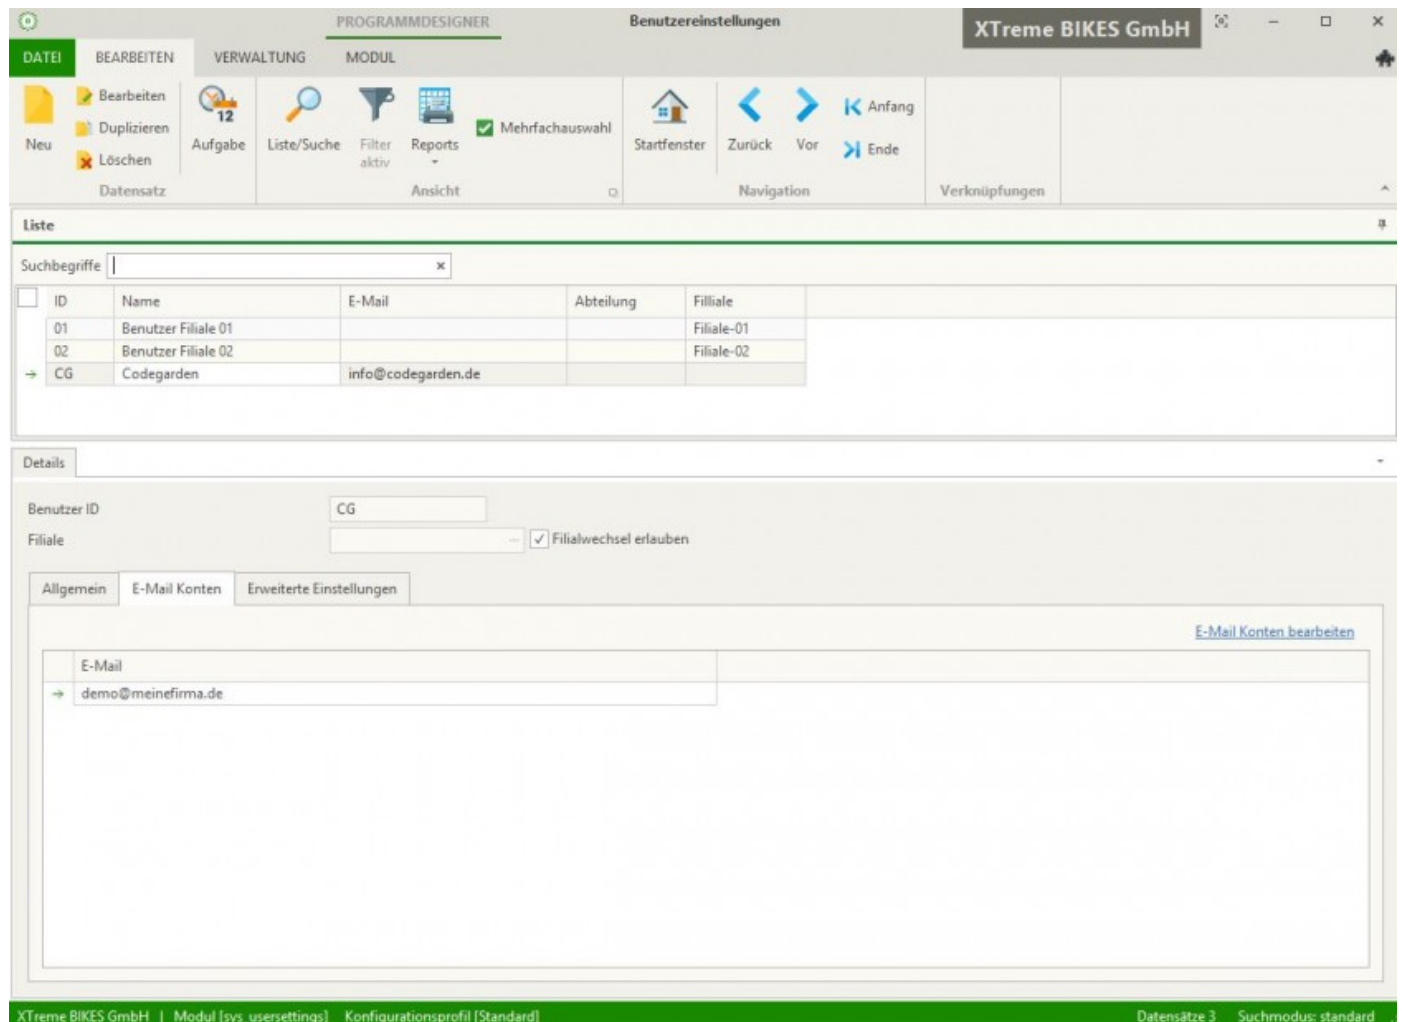 PROGRAMMDESIGNER Benutzereinstellungen XTreme BIKES GmbH
DATEI BEARBEITEN VERWALTUNG MODUL
Neu
Bearbeiten
Duplizieren
Löschen
12
Aufgabe
Liste/Suche
Filter
aktiv
Reports
Mehrfachauswahl
Startfenster
Zurück
Vor
Anfang
Ende
Datensatz Ansicht Navigation Verknüpfungen
Liste
Suchbegriffe
ID Name E-Mail Abteilung Filliale
01 Benutzer Filiale 01 Filiale-01
02 Benutzer Filiale 02 Filiale-02
CG Codegarden info@codegarden.de
Details
Benutzer ID CG
Filiale Filialwechsel erlauben
Allgemein E-Mail Konten Erweiterte Einstellungen
E-Mail Konten bearbeiten
E-Mail
demo@meinefirma.de
XTreme BIKES GmbH | Modul [sys_usersettings] Konfigurationsprofil [Standard] Datensätze 3 Suchmodus: standard